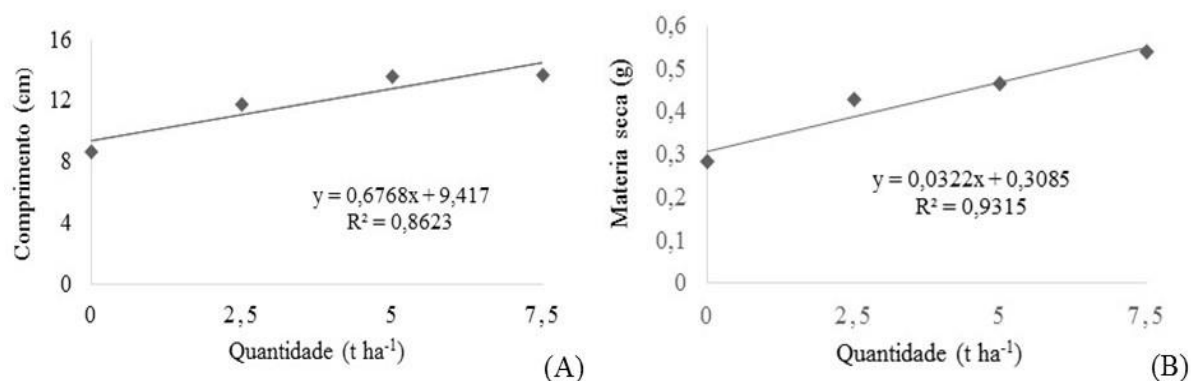 Comprimento (cm)
16
12
8
4
0
y = 0,6768x + 9,417
R² = 0,8623
0
2,5
5
7,5
Quantidade (t ha⁻¹)
(A)
Materia seca (g)
0,6
0,5
0,4
0,3
0,2
0,1
0
y = 0,0322x + 0,3085
R² = 0,9315
0
2,5
5
7,5
Quantidade (t ha⁻¹)
(B)